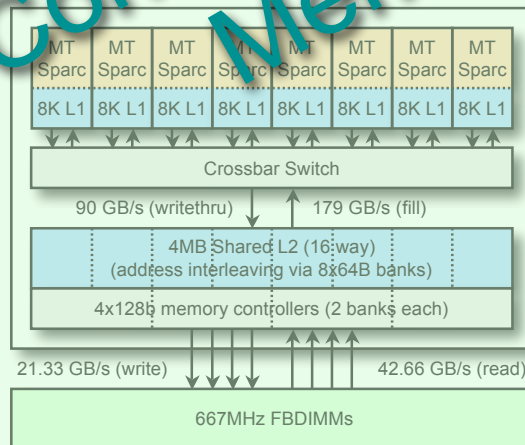 MT MT MT MT MT MT MT MT
Sparc Sparc Sparc Sparc Sparc Sparc Sparc Sparc
8K L1 8K L1 8K L1 8K L1 8K L1 8K L1 8K L1 8K L1
Crossbar Switch
90 GB/s (writethru) 179 GB/s (fill)
4MB Shared L2 (16 way)
(address interleaving via 8x64B banks)
4x128b memory controllers (2 banks each)
21.33 GB/s (write) 42.66 GB/s (read)
667MHz FBDIMMs